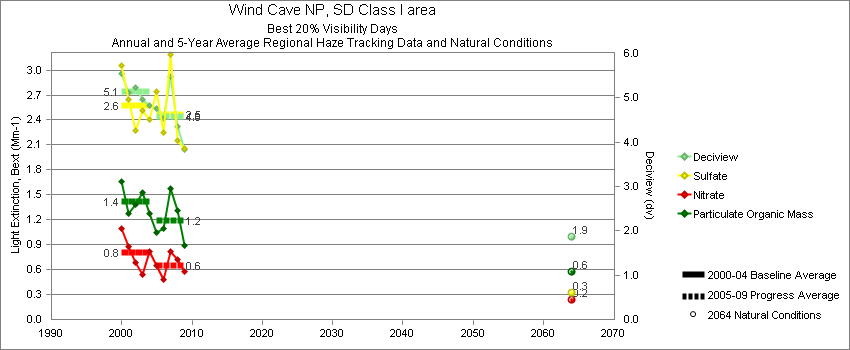 Wind Cave NP, SD Class I area
Best 20% Visibility Days
Annual and 5-Year Average Regional Haze Tracking Data and Natural Conditions
Light Extinction, Bext (Mm-1)
3.0
2.7
2.4
2.1
1.8
1.5
1.2
0.9
0.6
0.3
0.0
5.1
2.6
2.5
1.4
1.2
0.8
0.6
1.9
0.6
0.3
0.2
6.0
5.0
4.0
3.0
2.0
1.0
0.0
Deciview (dv)
1990 2000 2010 2020 2030 2040 2050 2060 2070
Deciview
Sulfate
Nitrate
Particulate Organic Mass
2000-04 Baseline Average
2005-09 Progress Average
2064 Natural Conditions